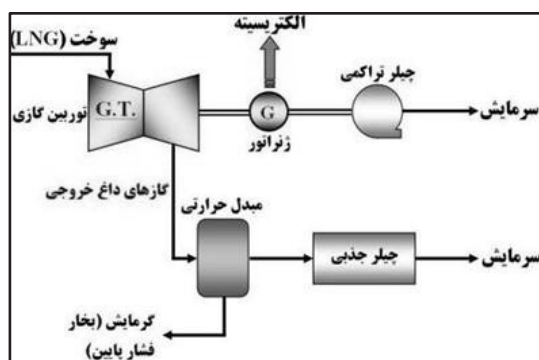 الکتریسیته
سوخت (LNG)
چیلر تراکمی
توربین گازی
G.T.
G
سرمایش
ژنراتور
گازهای داغ خروجی
مبدل حرارتی
چیلر جذبی
سرمایش
گرمایش (بخار
فشار پایین)